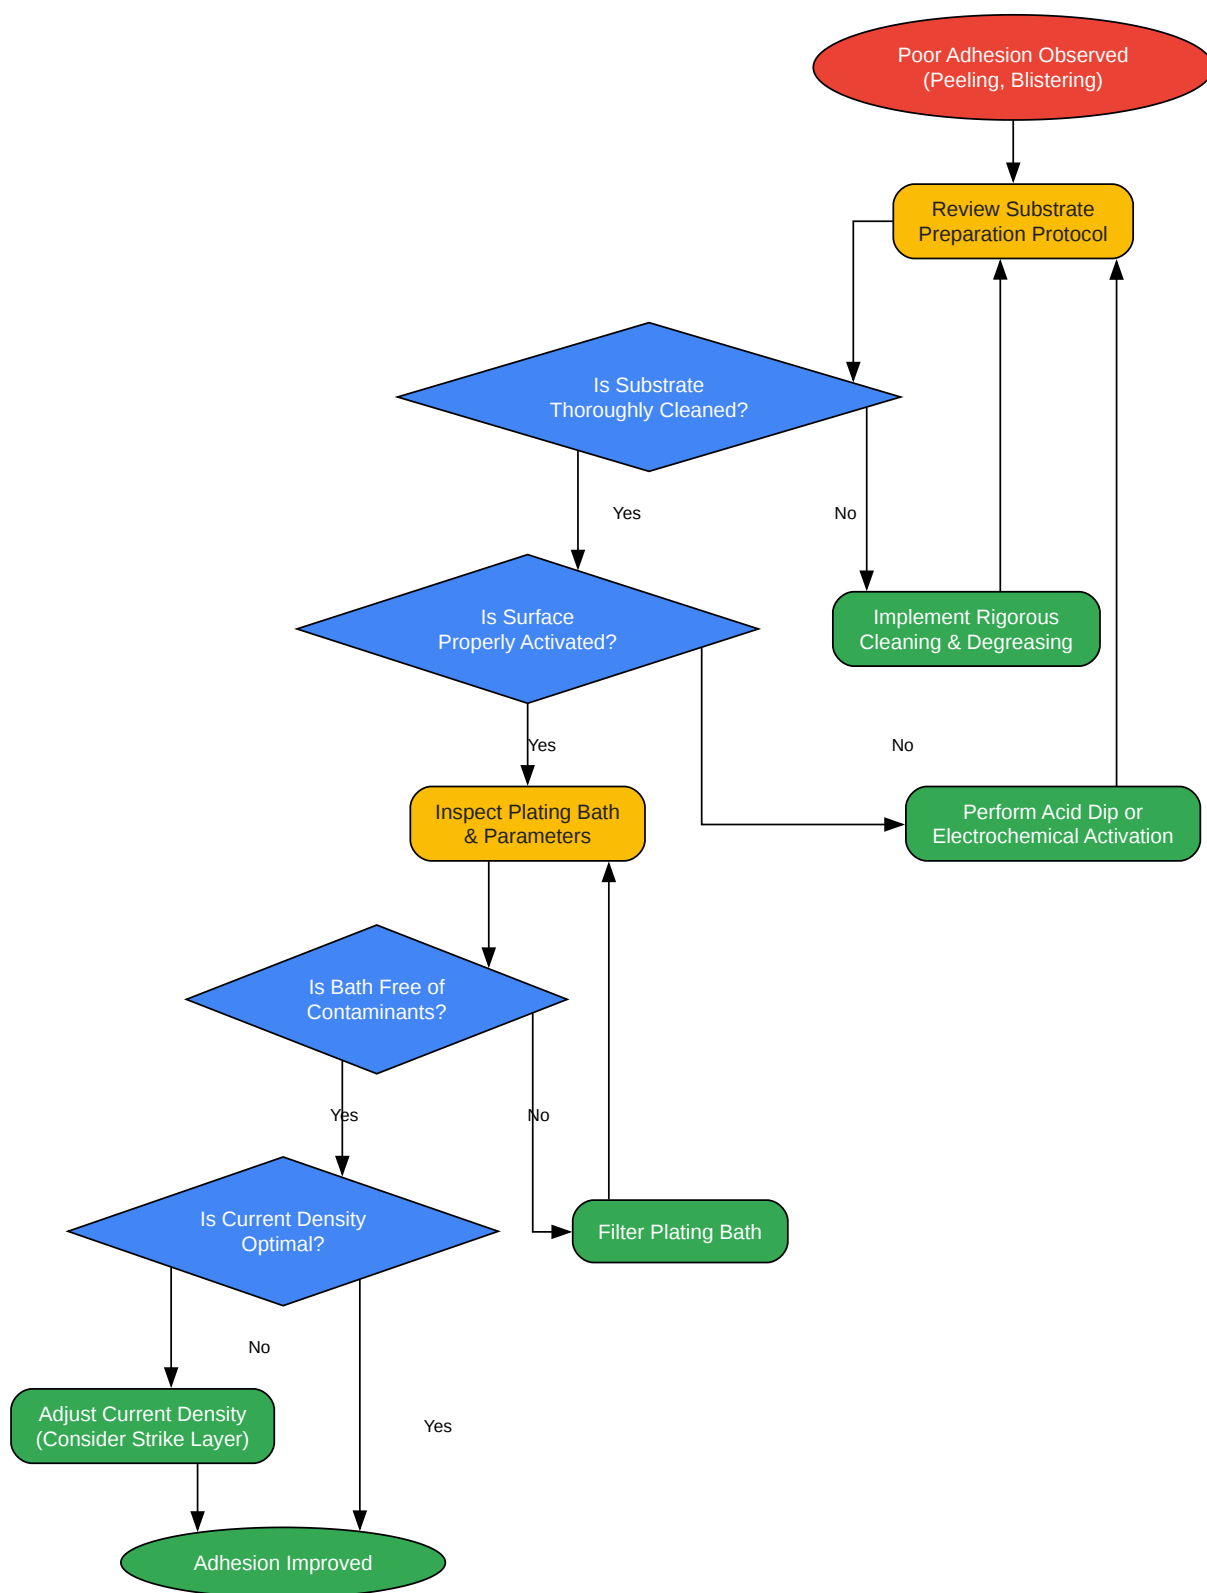 Poor Adhesion Observed
(Peeling, Blistering)
Review Substrate
Preparation Protocol
Is Substrate
Thoroughly Cleaned?
Yes
No
Is Surface
Properly Activated?
Implement Rigorous
Cleaning & Degreasing
Yes
No
Inspect Plating Bath
& Parameters
Perform Acid Dip or
Electrochemical Activation
Is Bath Free of
Contaminants?
Yes
No
Is Current Density
Optimal?
Filter Plating Bath
No
Adjust Current Density
(Consider Strike Layer)
Yes
Adhesion Improved